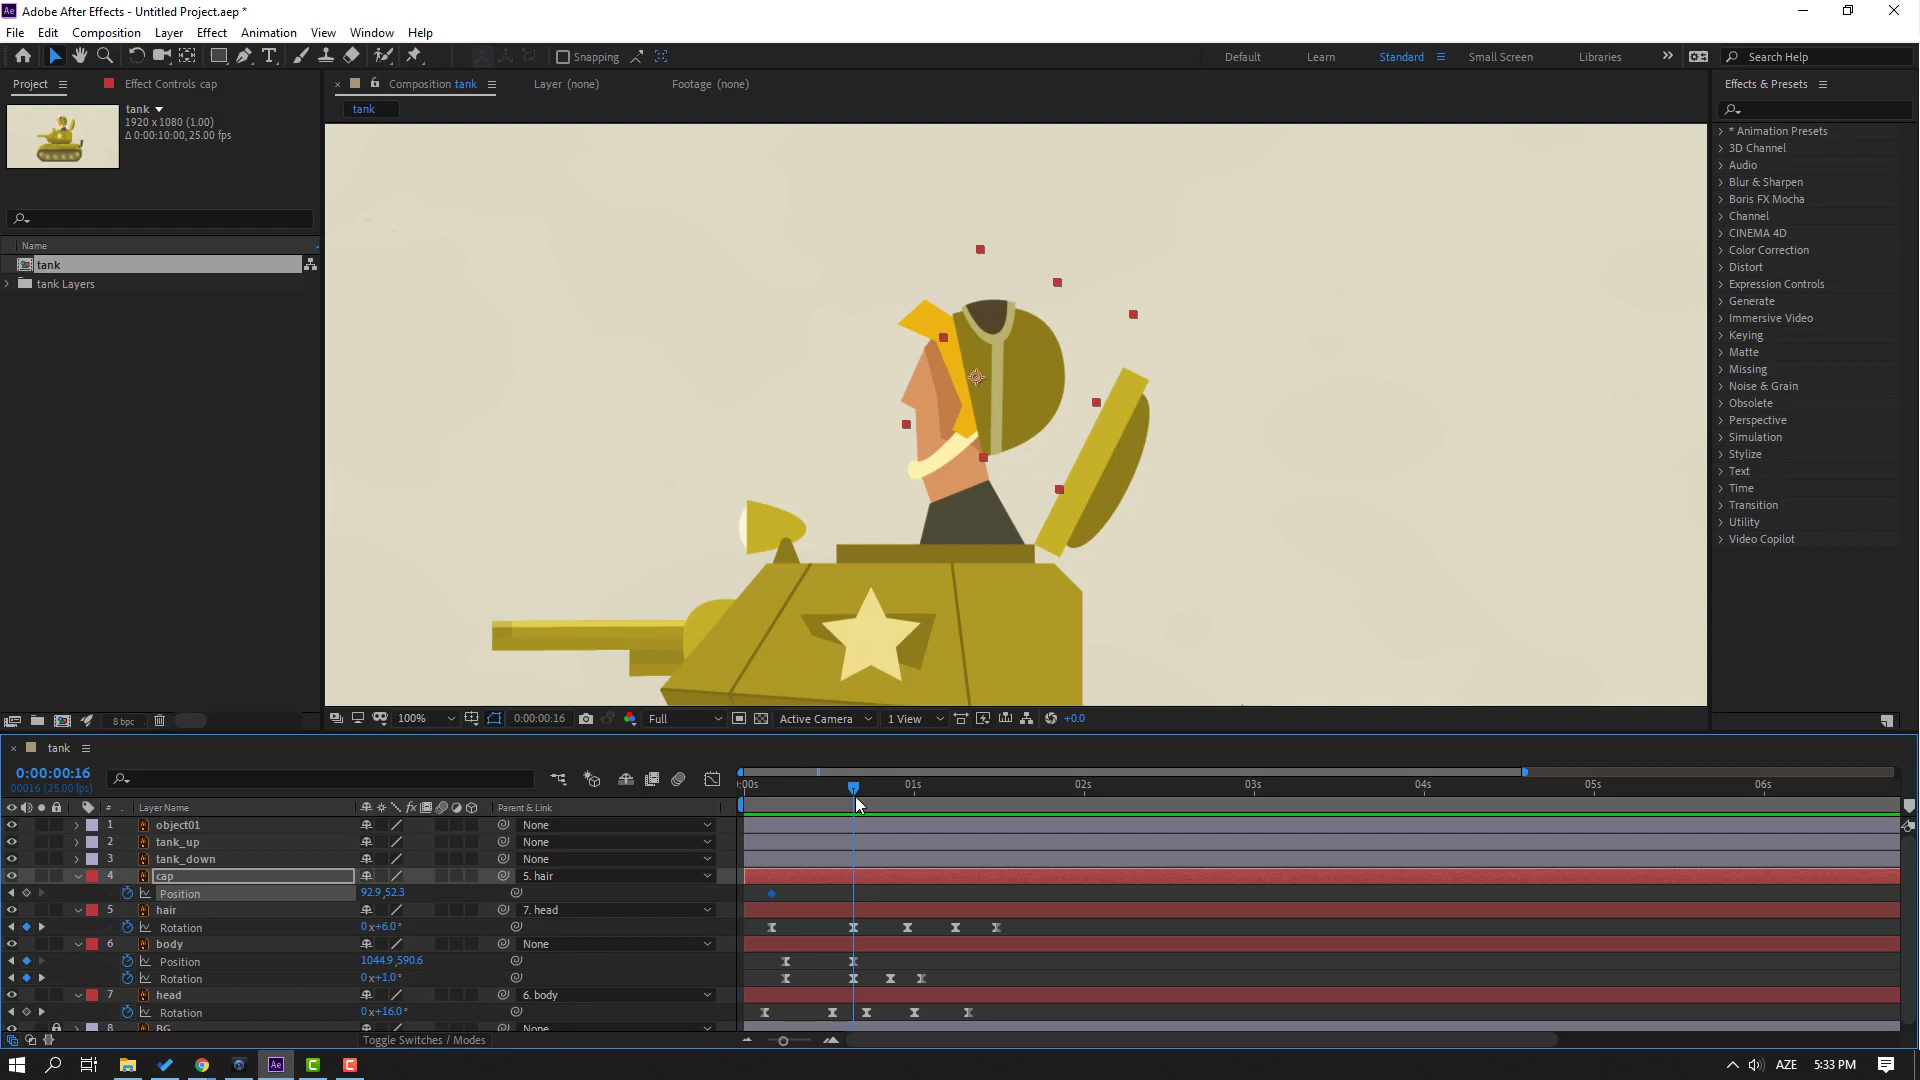 Adobe After Effects - Untitled Project.aep *
File Edit Composition Layer Effect Animation View Window Help
Snapping Default Learn Standard Small Screen Libraries Search Help
Project Effect Controls cap Composition tank Layer (none) Footage (none) Effects & Presets
tank
1920 x 1080 (1.00)
Δ 0:00:10:00, 25.00 fps
tank
* Animation Presets
3D Channel
Audio
Blur & Sharpen
Boris FX Mocha
Channel
CINEMA 4D
Color Correction
Distort
Expression Controls
Generate
Immersive Video
Keying
Matte
Missing
Noise & Grain
Obsolete
Perspective
Simulation
Stylize
Text
Time
Transition
Utility
Video Copilot
Name
tank
tank Layers
8 bpc
100% 0:00:00:16 Full Active Camera 1 View +0.0
tank
0:00:00:16
00016 (25.00 fps)
:00s 01s 02s 03s 04s 05s 06s
# Layer Name Parent & Link
1 object01 None
2 tank_up None
3 tank_down None
4 cap 5. hair
Position 92.9,52.3
5 hair 7. head
Rotation 0x+6.0°
6 body None
Position 1044.9,590.6
Rotation 0x+1.0°
7 head 6. body
Rotation 0x+16.0°
8 BG None
Toggle Switches / Modes
AZE 5:33 PM